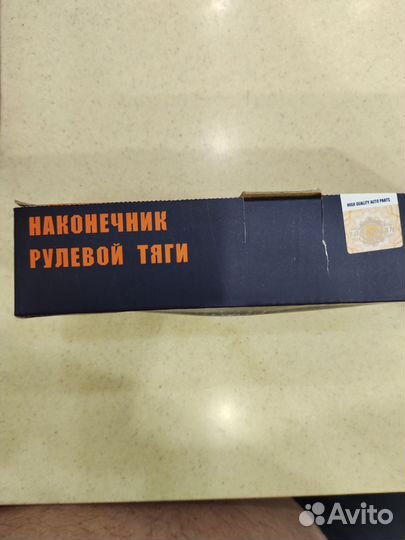 НАКОНЕЧНИК
РУЛЕВОЙ ТЯГИ
HIGH QUALITY AUTO PARTS
Avito